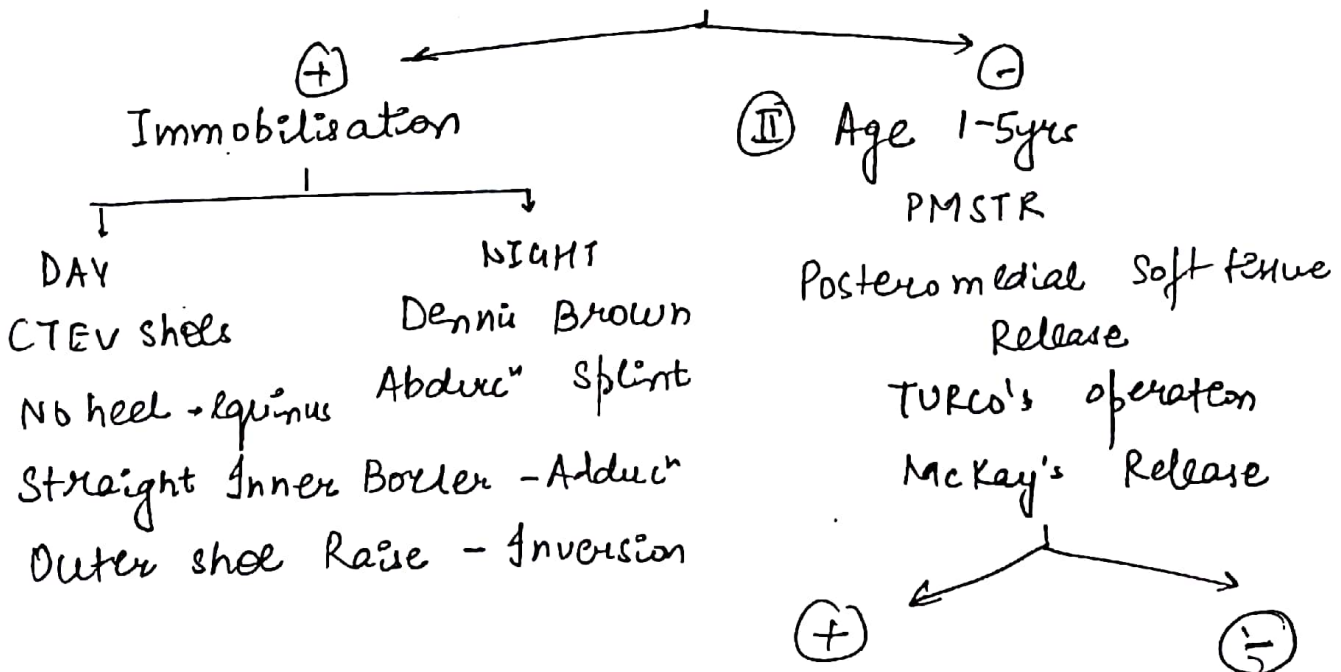 (+)
Immobilisation
DAY
CTEV Shoes
No heel → equinus
Straight Inner Border - Adducⁿ
Outer shoe Raise - Inversion
NIGHT
Dennis Brown
Abducⁿ Splint
(-)
(II) Age 1-5yrs
PMSTR
Posteromedial Soft tissue
Release
TURCO's operation
McKay's Release
(+)
(-)